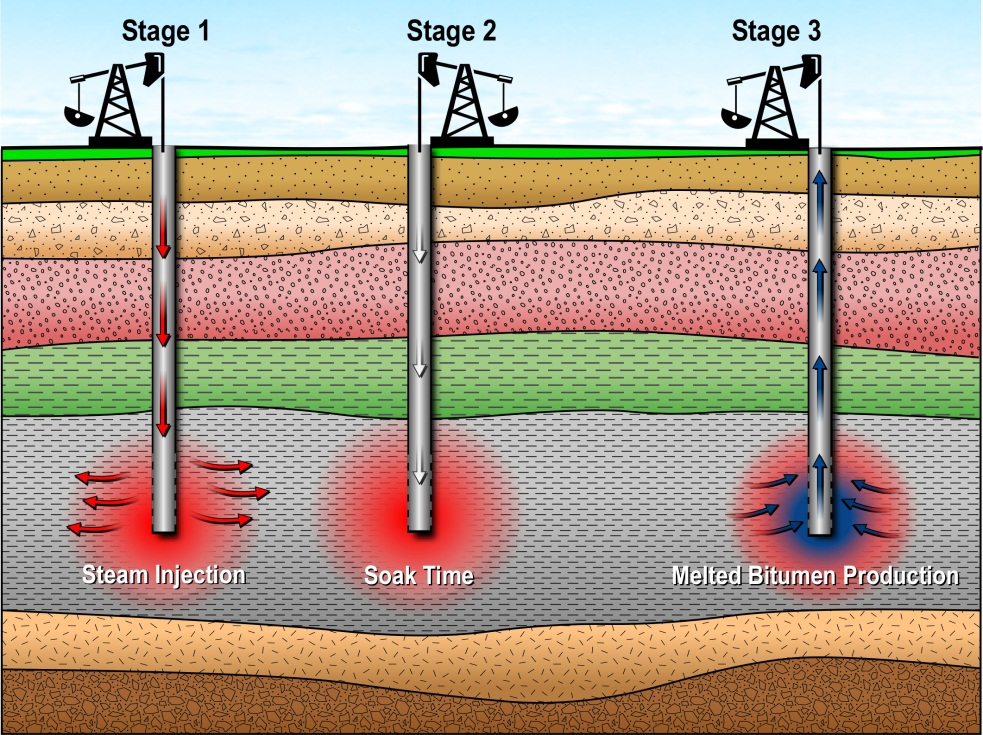 Stage 1
Stage 2
Stage 3
Steam Injection
Soak Time
Melted Bitumen Production